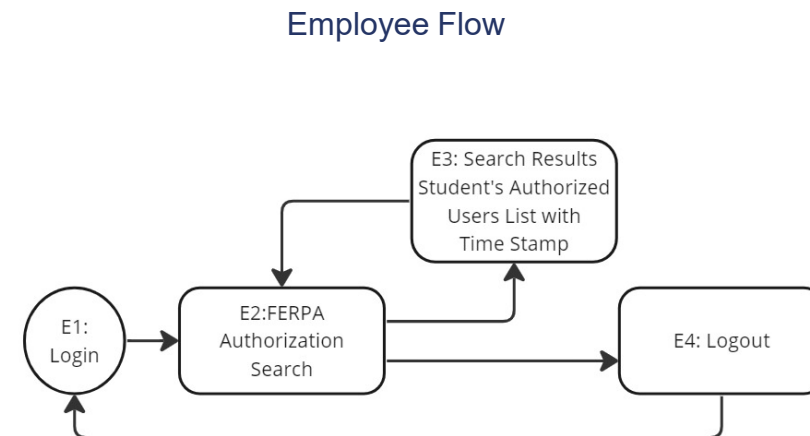 Employee Flow
E3: Search Results
Student's Authorized
Users List with
Time Stamp
E1:
Login
E2:FERPA
Authorization
Search
E4: Logout